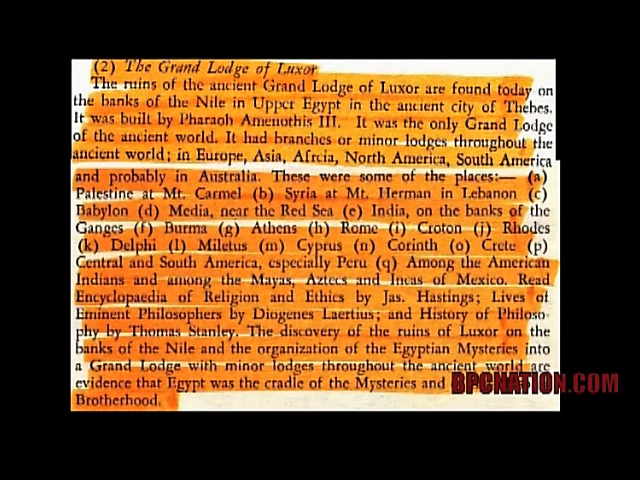 (2) The Grand Lodge of Luxor
The ruins of the ancient Grand Lodge of Luxor are found today on
the banks of the Nile in Upper Egypt in the ancient city of Thebes.
It was built by Pharaoh Amenothis III. It was the only Grand Lodge
of the ancient world. It had branches or minor lodges throughout the
ancient world; in Europe, Asia, Afrcia, North America, South America
and probably in Australia. These were some of the places:— (a)
Palestine at Mt. Carmel (b) Syria at Mt. Herman in Lebanon (c)
Babylon (d) Media, near the Red Sea (e) India, on the banks of the
Ganges (f) Burma (g) Athens (h) Rome (i) Croton (j) Rhodes
(k) Delphi (l) Miletus (m) Cyprus (n) Corinth (o) Crete (p)
Central and South America, especially Peru (q) Among the American
Indians and among the Mayas, Aztecs and Incas of Mexico. Read
Encyclopaedia of Religion and Ethics by Jas. Hastings; Lives of
Eminent Philosophers by Diogenes Laertius; and History of Philoso-
phy by Thomas Stanley. The discovery of the ruins of Luxor on the
banks of the Nile and the organization of the Egyptian Mysteries into
a Grand Lodge with minor lodges throughout the ancient world are
evidence that Egypt was the cradle of the Mysteries and
Brotherhood.
BPCNATION.COM